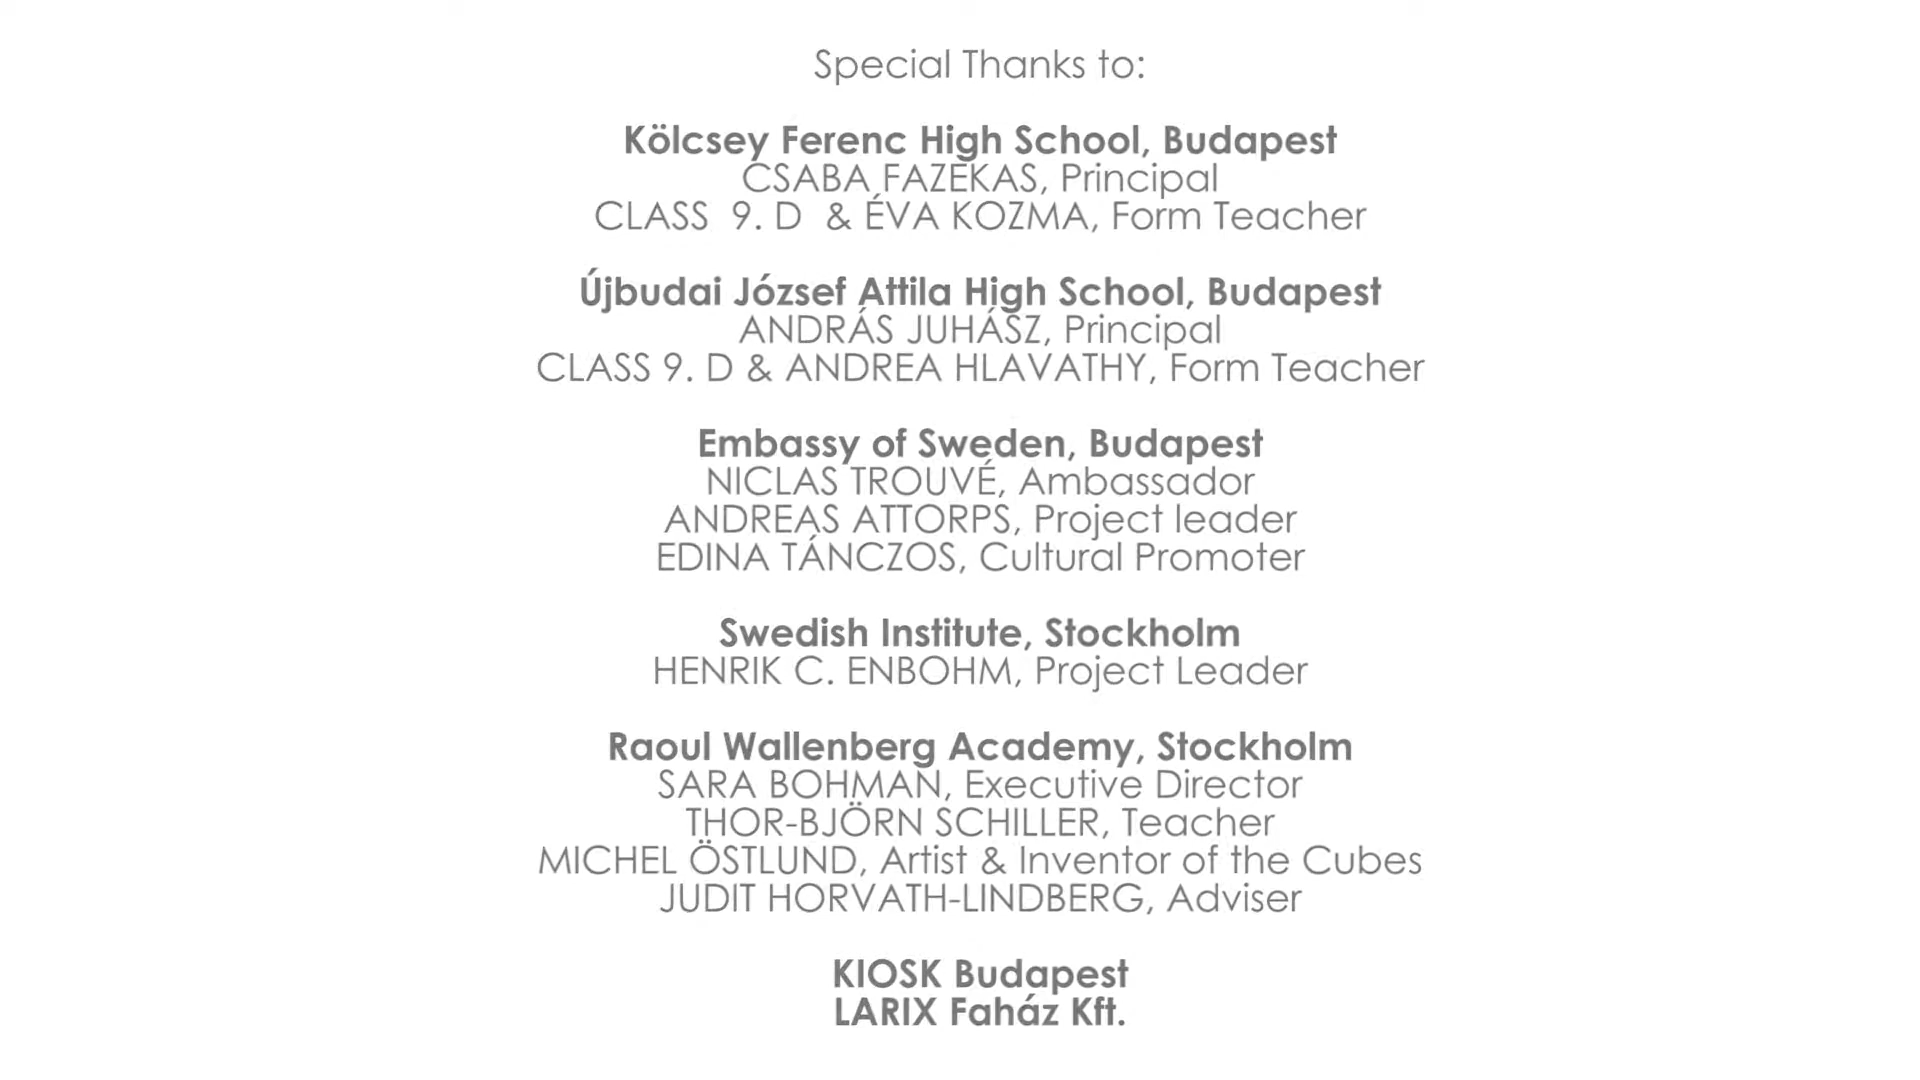 Special Thanks to:
Kölcsey Ferenc High School, Budapest
CSABA FAZEKAS, Principal
CLASS 9. D & ÉVA KOZMA, Form Teacher
Újbudai József Attila High School, Budapest
ANDRÁS JUHÁSZ, Principal
CLASS 9. D & ANDREA HLAVATHY, Form Teacher
Embassy of Sweden, Budapest
NICLAS TROUVÉ, Ambassador
ANDREAS ATTORPS, Project leader
EDINA TÁNCZOS, Cultural Promoter
Swedish Institute, Stockholm
HENRIK C. ENBOHM, Project Leader
Raoul Wallenberg Academy, Stockholm
SARA BOHMAN, Executive Director
THOR-BJÖRN SCHILLER, Teacher
MICHEL ÖSTLUND, Artist & Inventor of the Cubes
JUDIT HORVATH-LINDBERG, Adviser
KIOSK Budapest
LARIX Faház Kft.